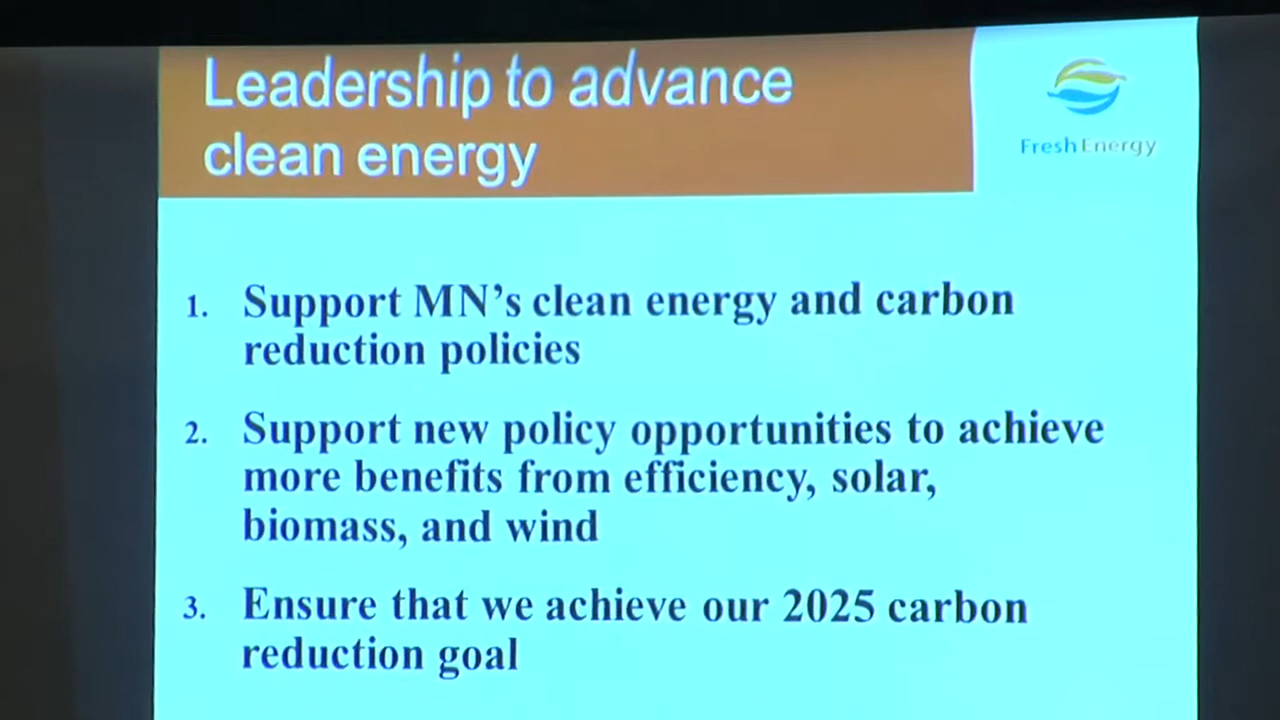 Leadership to advance
clean energy
Fresh Energy
1. Support MN's clean energy and carbon
reduction policies
2. Support new policy opportunities to achieve
more benefits from efficiency, solar,
biomass, and wind
3. Ensure that we achieve our 2025 carbon
reduction goal